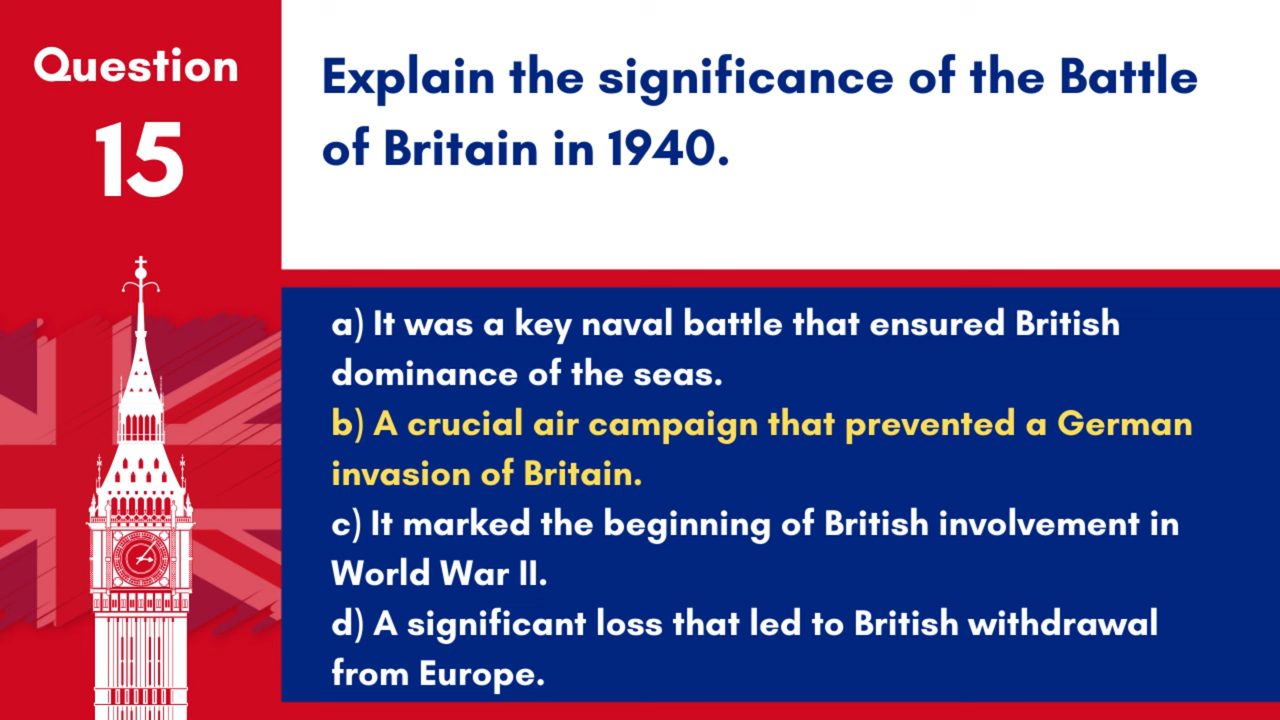 Question
15
Explain the significance of the Battle
of Britain in 1940.
a) It was a key naval battle that ensured British
dominance of the seas.
b) A crucial air campaign that prevented a German
invasion of Britain.
c) It marked the beginning of British involvement in
World War II.
d) A significant loss that led to British withdrawal
from Europe.